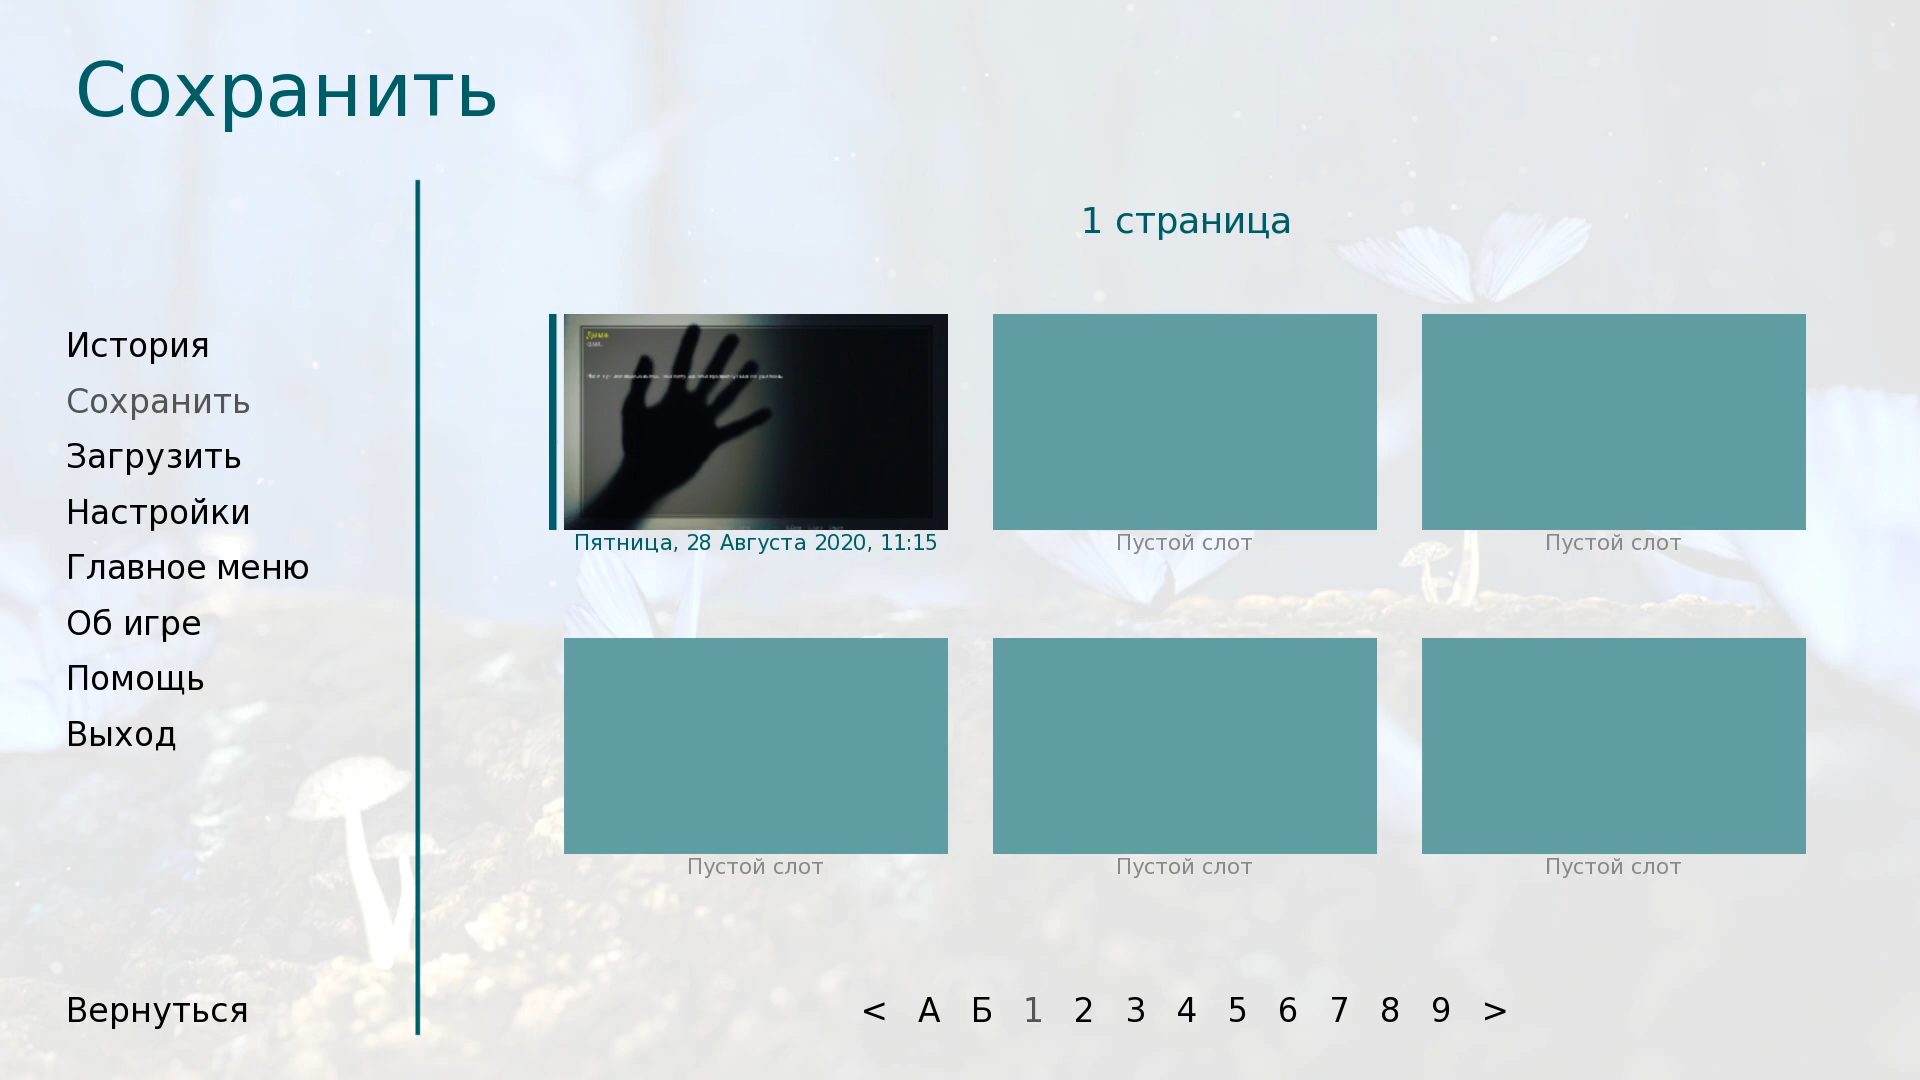 Сохранить
1 страница
История
Сохранить
Загрузить
Настройки
Главное меню
Об игре
Помощь
Выход
Вернуться
Дима
Пятница, 28 Августа 2020, 11:15
Пустой слот
Пустой слот
Пустой слот
Пустой слот
Пустой слот
< А Б 1 2 3 4 5 6 7 8 9 >